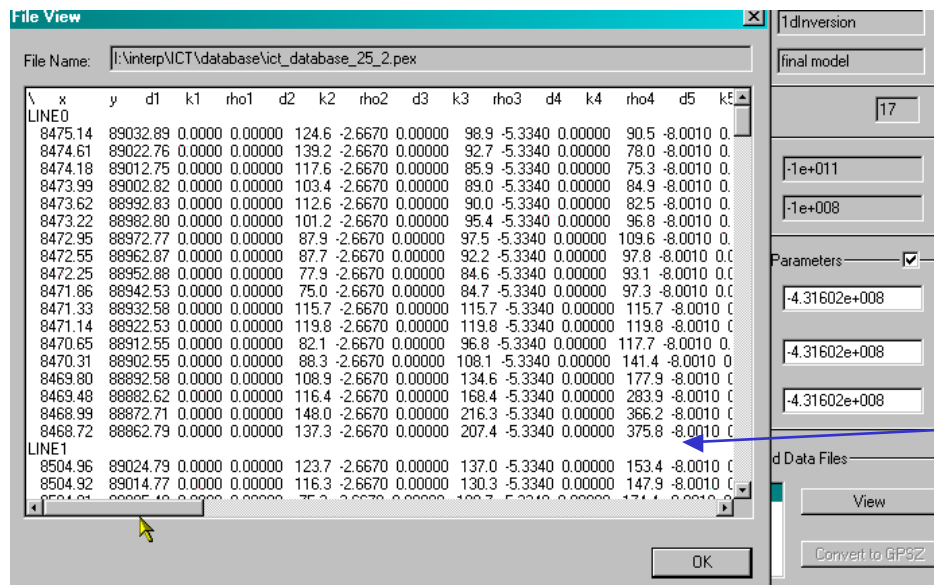 File View
File Name: I:\interp\ICT\database\ict_database_25_2.pex
\ x y d1 k1 rho1 d2 k2 rho2 d3 k3 rho3 d4 k4 rho4 d5 k5
LINE0
8475.14 89032.89 0.0000 0.00000 124.6 -2.6670 0.00000 98.9 -5.3340 0.00000 90.5 -8.0010 0.
8474.61 89022.76 0.0000 0.00000 139.2 -2.6670 0.00000 92.7 -5.3340 0.00000 78.0 -8.0010 0.
8474.18 89012.75 0.0000 0.00000 117.6 -2.6670 0.00000 85.9 -5.3340 0.00000 75.3 -8.0010 0.
8473.99 89002.82 0.0000 0.00000 103.4 -2.6670 0.00000 89.0 -5.3340 0.00000 84.9 -8.0010 0.
8473.62 88992.83 0.0000 0.00000 112.6 -2.6670 0.00000 90.0 -5.3340 0.00000 82.5 -8.0010 0.
8473.22 88982.80 0.0000 0.00000 101.2 -2.6670 0.00000 95.4 -5.3340 0.00000 96.8 -8.0010 0.
8472.95 88972.77 0.0000 0.00000 87.9 -2.6670 0.00000 97.5 -5.3340 0.00000 109.6 -8.0010 0.
8472.55 88962.87 0.0000 0.00000 87.7 -2.6670 0.00000 92.2 -5.3340 0.00000 97.8 -8.0010 0.0
8472.25 88952.88 0.0000 0.00000 77.9 -2.6670 0.00000 84.6 -5.3340 0.00000 93.1 -8.0010 0.0
8471.86 88942.53 0.0000 0.00000 75.0 -2.6670 0.00000 84.7 -5.3340 0.00000 97.3 -8.0010 0.0
8471.33 88932.58 0.0000 0.00000 115.7 -2.6670 0.00000 115.7 -5.3340 0.00000 115.7 -8.0010 0
8471.14 88922.53 0.0000 0.00000 119.8 -2.6670 0.00000 119.8 -5.3340 0.00000 119.8 -8.0010 0
8470.65 88912.55 0.0000 0.00000 82.1 -2.6670 0.00000 96.8 -5.3340 0.00000 117.7 -8.0010 0.
8470.31 88902.55 0.0000 0.00000 88.3 -2.6670 0.00000 108.1 -5.3340 0.00000 141.4 -8.0010 0
8469.80 88892.58 0.0000 0.00000 108.9 -2.6670 0.00000 134.6 -5.3340 0.00000 177.9 -8.0010 0
8469.48 88882.62 0.0000 0.00000 116.4 -2.6670 0.00000 168.4 -5.3340 0.00000 283.9 -8.0010 0
8468.99 88872.71 0.0000 0.00000 148.0 -2.6670 0.00000 216.3 -5.3340 0.00000 366.2 -8.0010 0
8468.72 88862.79 0.0000 0.00000 137.3 -2.6670 0.00000 207.4 -5.3340 0.00000 375.8 -8.0010 0
LINE1
8504.96 89024.79 0.0000 0.00000 123.7 -2.6670 0.00000 137.0 -5.3340 0.00000 153.4 -8.0010 0
8504.92 89014.77 0.0000 0.00000 116.3 -2.6670 0.00000 130.3 -5.3340 0.00000 147.9 -8.0010 0
OK
1dInversion
final model
17
-1e+011
-1e+008
Parameters
-4.31602e+008
-4.31602e+008
-4.31602e+008
d Data Files
View
Convert to GPSZ